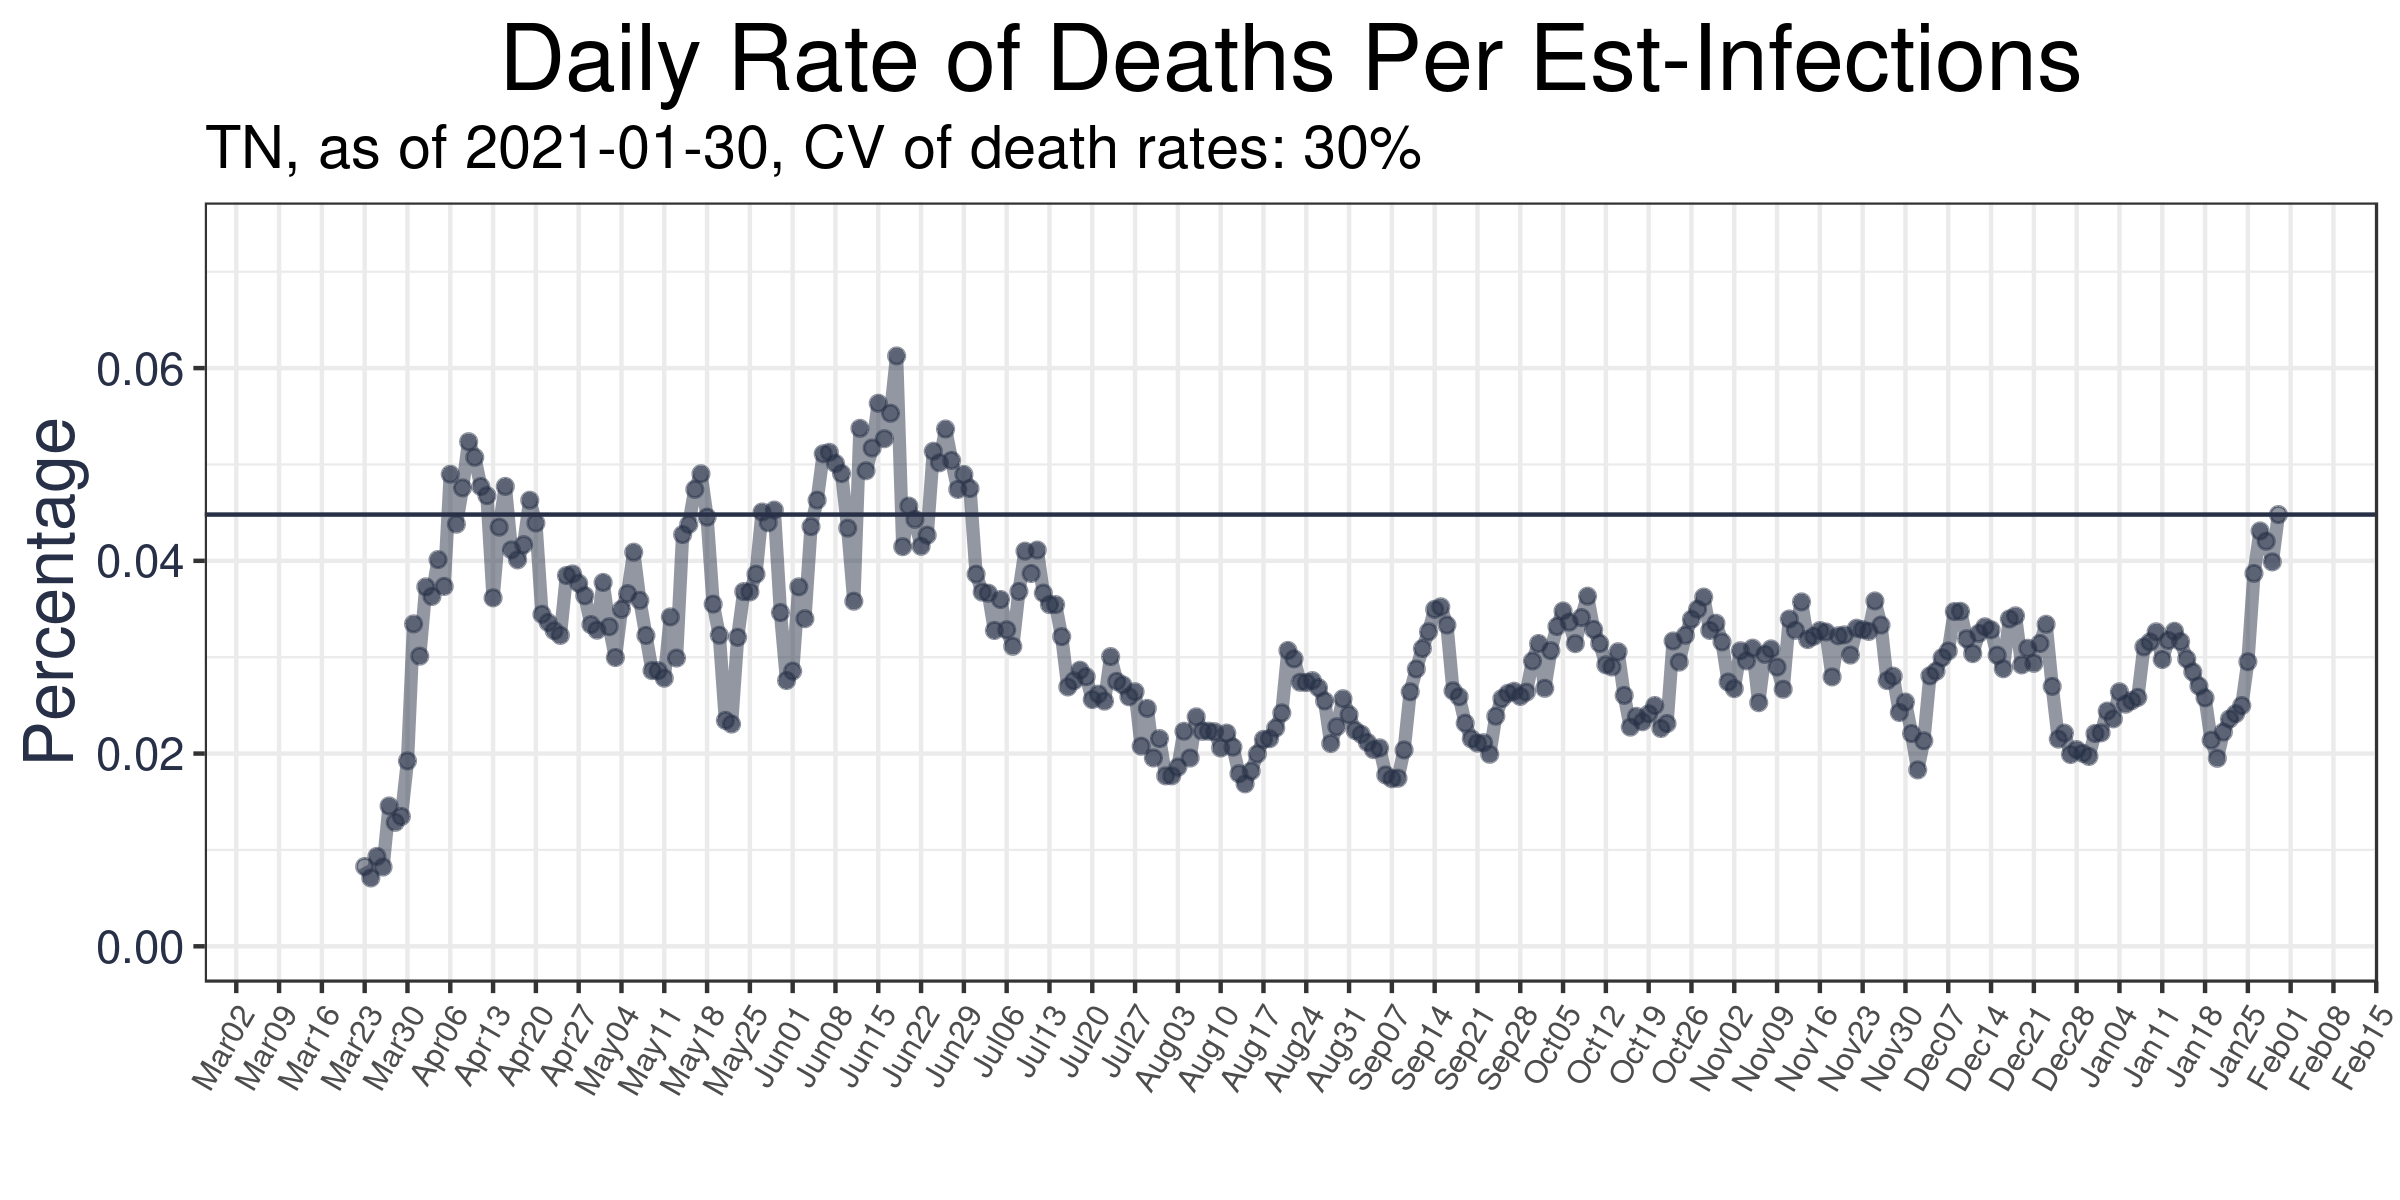 Daily Rate of Deaths Per Est-Infections
TN, as of 2021-01-30, CV of death rates: 30%
Percentage
0.06
0.04
0.02
0.00
Mar02
Mar09
Mar16
Mar23
Mar30
Apr06
Apr13
Apr20
Apr27
May04
May11
May18
May25
Jun01
Jun08
Jun15
Jun22
Jun29
Jul06
Jul13
Jul20
Jul27
Aug03
Aug10
Aug17
Aug24
Aug31
Sep07
Sep14
Sep21
Sep28
Oct05
Oct12
Oct19
Oct26
Nov02
Nov09
Nov16
Nov23
Nov30
Dec07
Dec14
Dec21
Dec28
Jan04
Jan11
Jan18
Jan25
Feb01
Feb08
Feb15